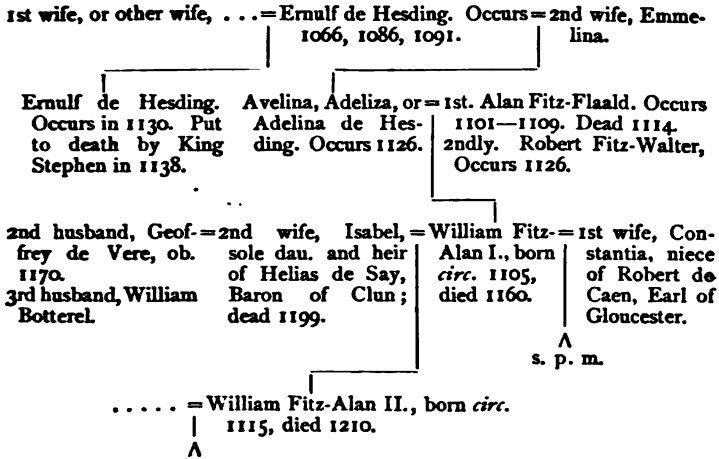 1st wife, or other wife, . . . = Ernulf de Hesding. Occurs = 2nd wife, Emme-
1066, 1086, 1091. lina.
Ernulf de Hesding.
Occurs in 1130. Put
to death by King
Stephen in 1138.
Avelina, Adeliza, or =
Adelina de Hes-
ding. Occurs 1126.
1st. Alan Fitz-Flaald. Occurs
1101—1109. Dead 1114.
2ndly. Robert Fitz-Walter,
Occurs 1126.
2nd husband, Geof- =
frey de Vere, ob.
1170.
3rd husband, William
Botterel.
2nd wife, Isabel, =
sole dau. and heir
of Helias de Say,
Baron of Clun;
dead 1199.
William Fitz- =
Alan I., born
circ. 1105,
died 1160.
1st wife, Con-
stantia, niece
of Robert de
Caen, Earl of
Gloucester.
s. p. m.
. . . . . = William Fitz-Alan II., born circ.
1115, died 1210.